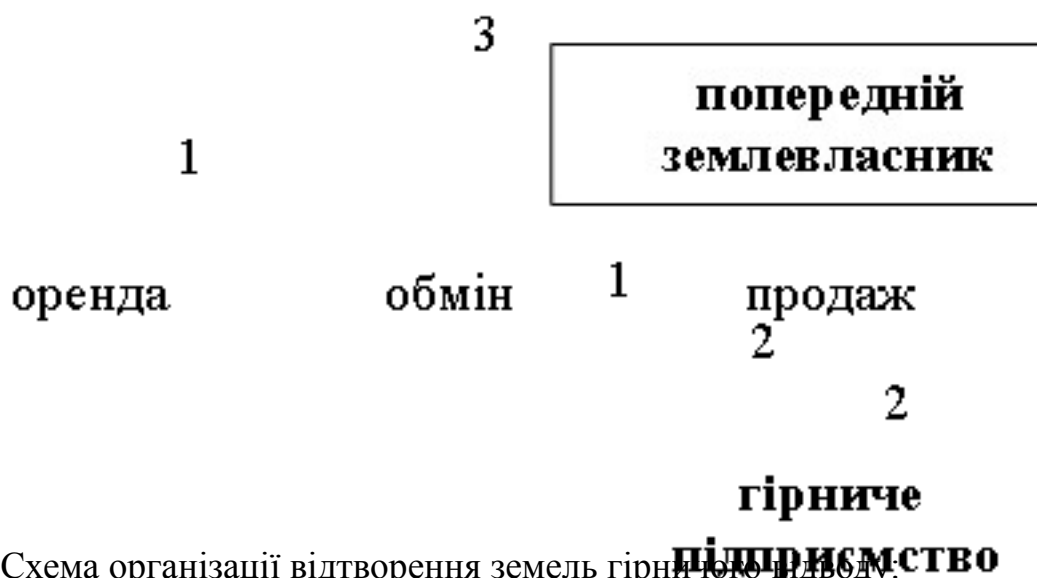 3
попередній
землевласник
1
оренда обмін 1 продаж
2
2
гірниче
підприємство
Схема організації відтворення земель гірничого відводу: